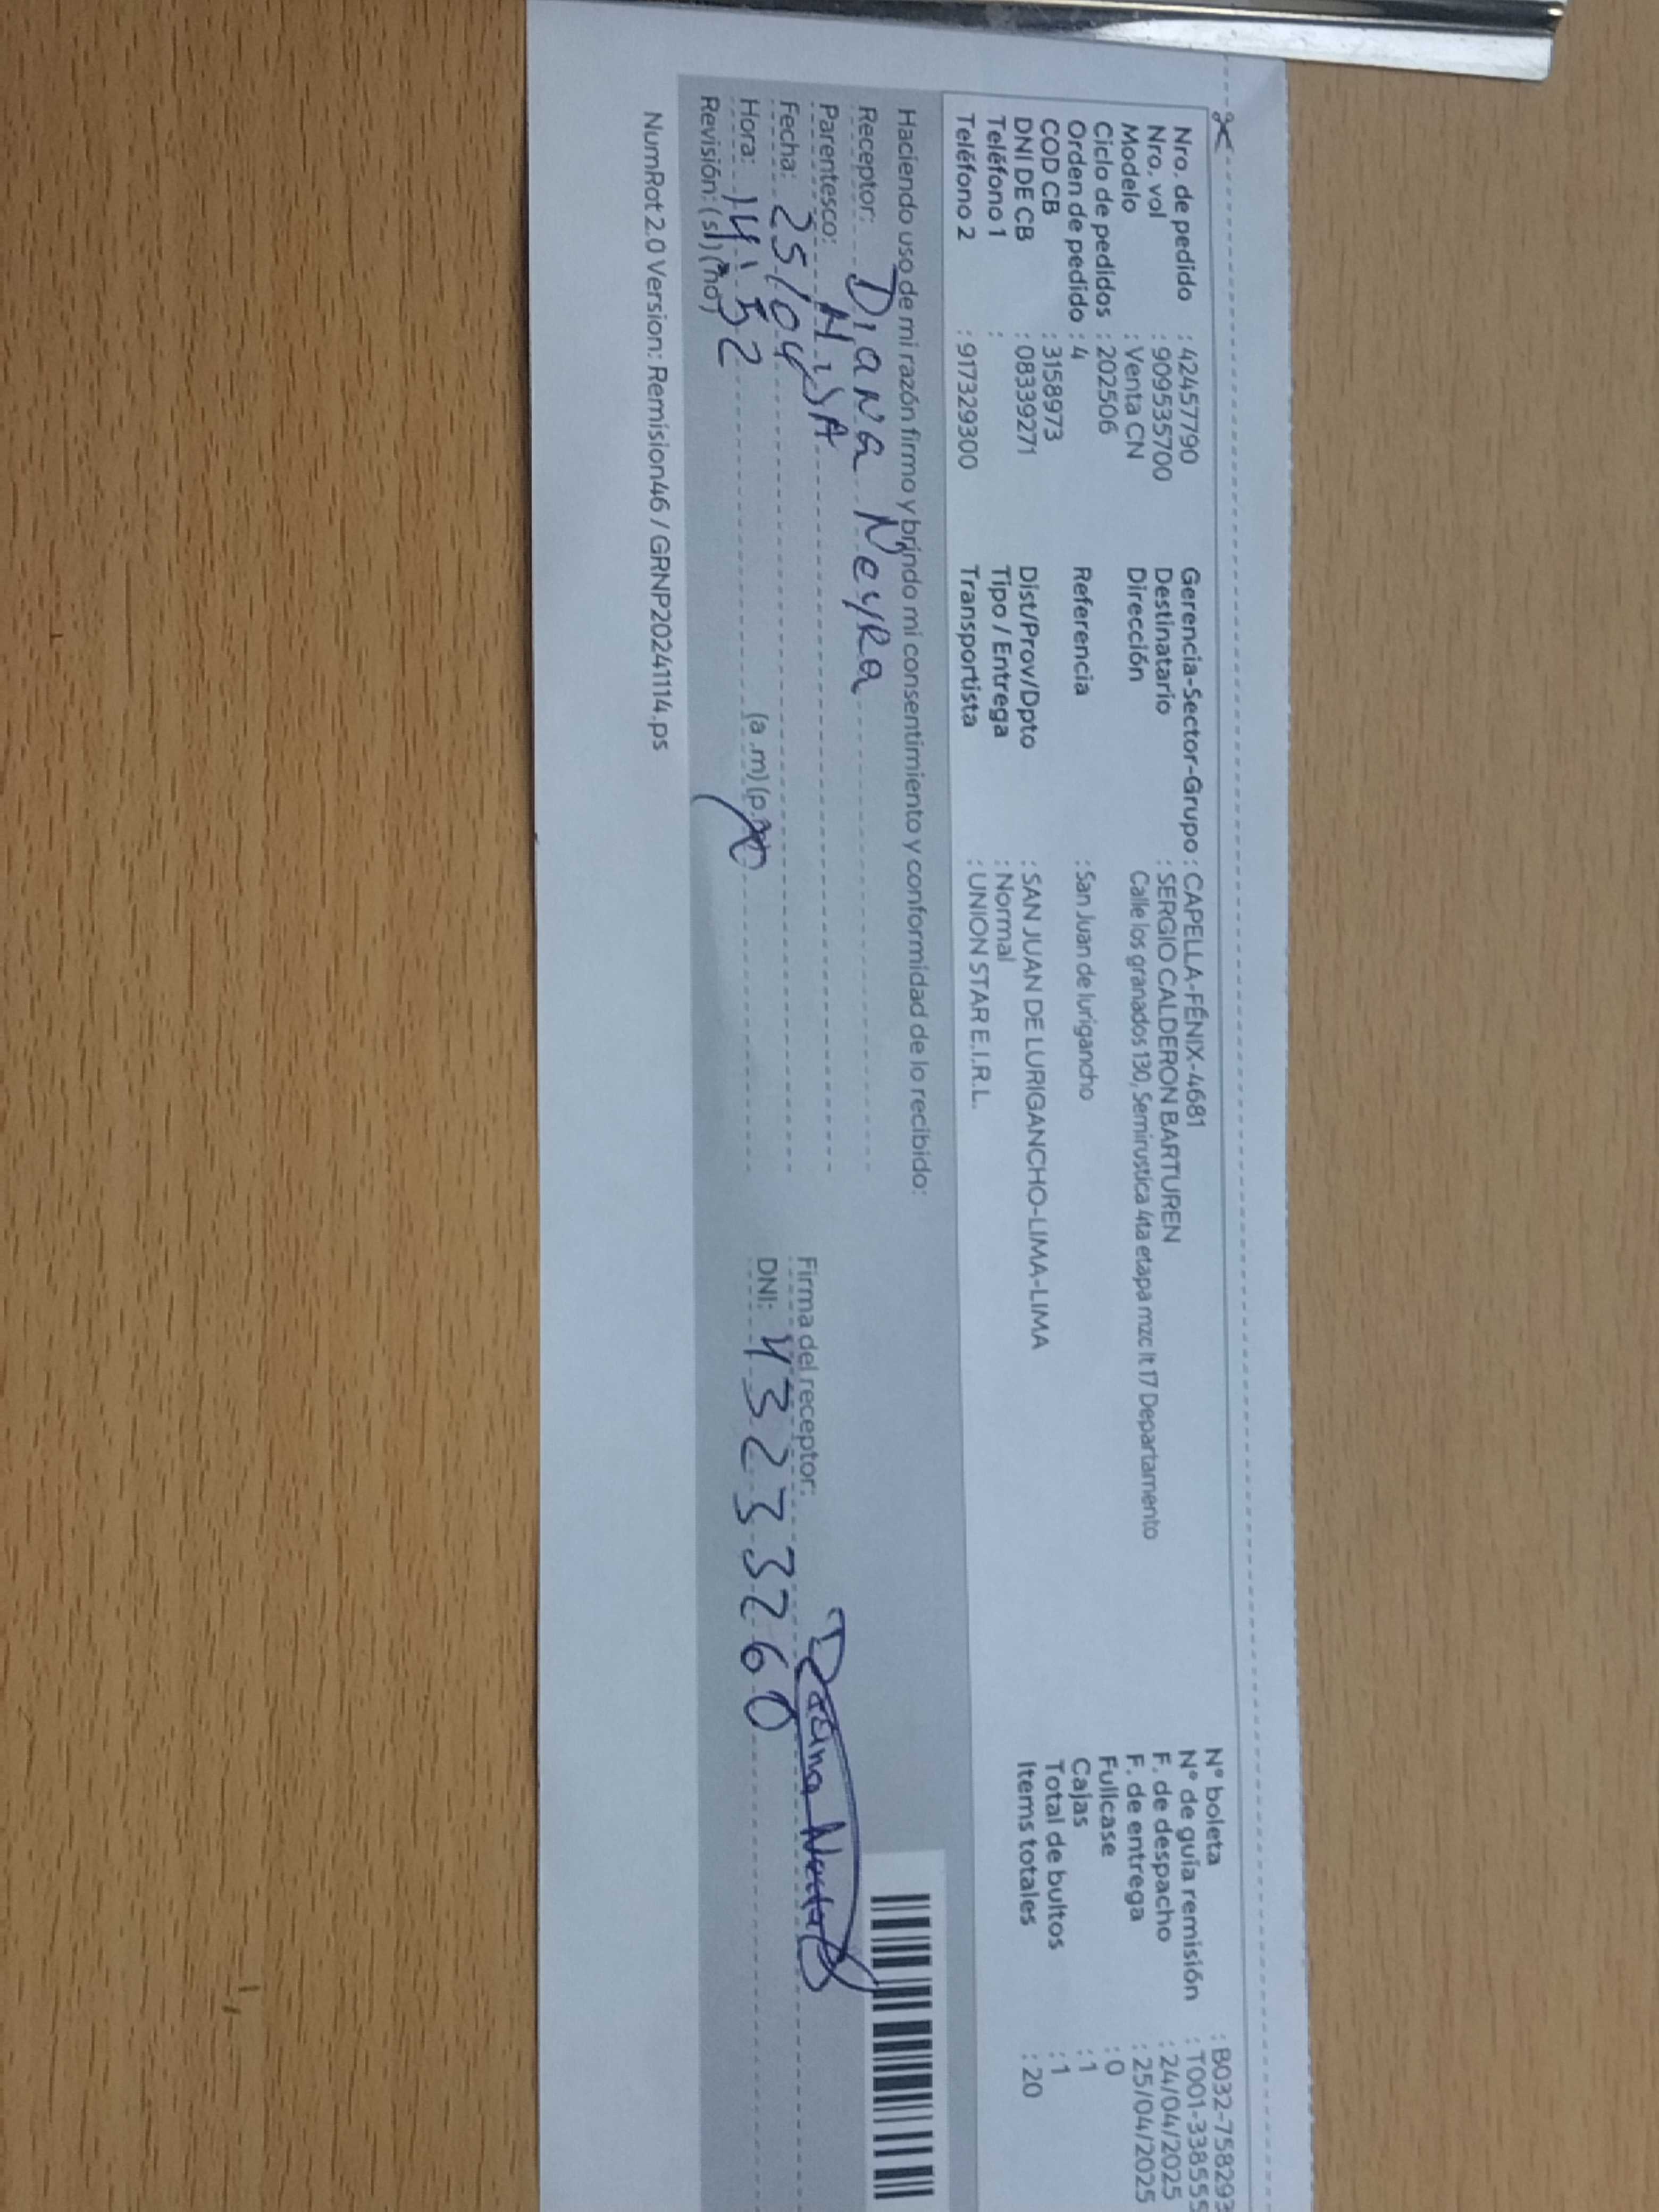 Nro. de pedido : 42457790
Nro. vol : 909535700
Modelo : Venta CN
Ciclo de pedidos : 202506
Orden de pedido : 4
COD CB : 3158973
DNI DE CB : 08339271
Teléfono 1 :
Teléfono 2 : 917329300
Gerencia-Sector-Grupo : CAPELLA-FÉNIX-4681
Destinatario : SERGIO CALDERON BARTUREN
Dirección Calle los granados 130, Semirustica 4ta etapa mzc lt 17 Departamento
Referencia : San Juan de lurigancho
Dist/Prov/Dpto : SAN JUAN DE LURIGANCHO-LIMA-LIMA
Tipo / Entrega : Normal
Transportista : UNION STAR E.I.R.L.
N° boleta : B032-758293
N° de guía remisión : T001-338555
F. de despacho : 24/04/2025
F. de entrega : 25/04/2025
Fullcase : 0
Cajas : 1
Total de bultos : 1
Items totales : 20
Haciendo uso de mi razón firmo y brindo mi consentimiento y conformidad de lo recibido:
Receptor: Diana Neyra
Parentesco: HiJA
Fecha: 25/04
Hora: 14:52 (a.m) (p.m)
Revisión: (si) (no)
Firma del receptor:
DNI: 43233260
NumRot 2.0 Version: Remision46 / GRNP20241114.ps